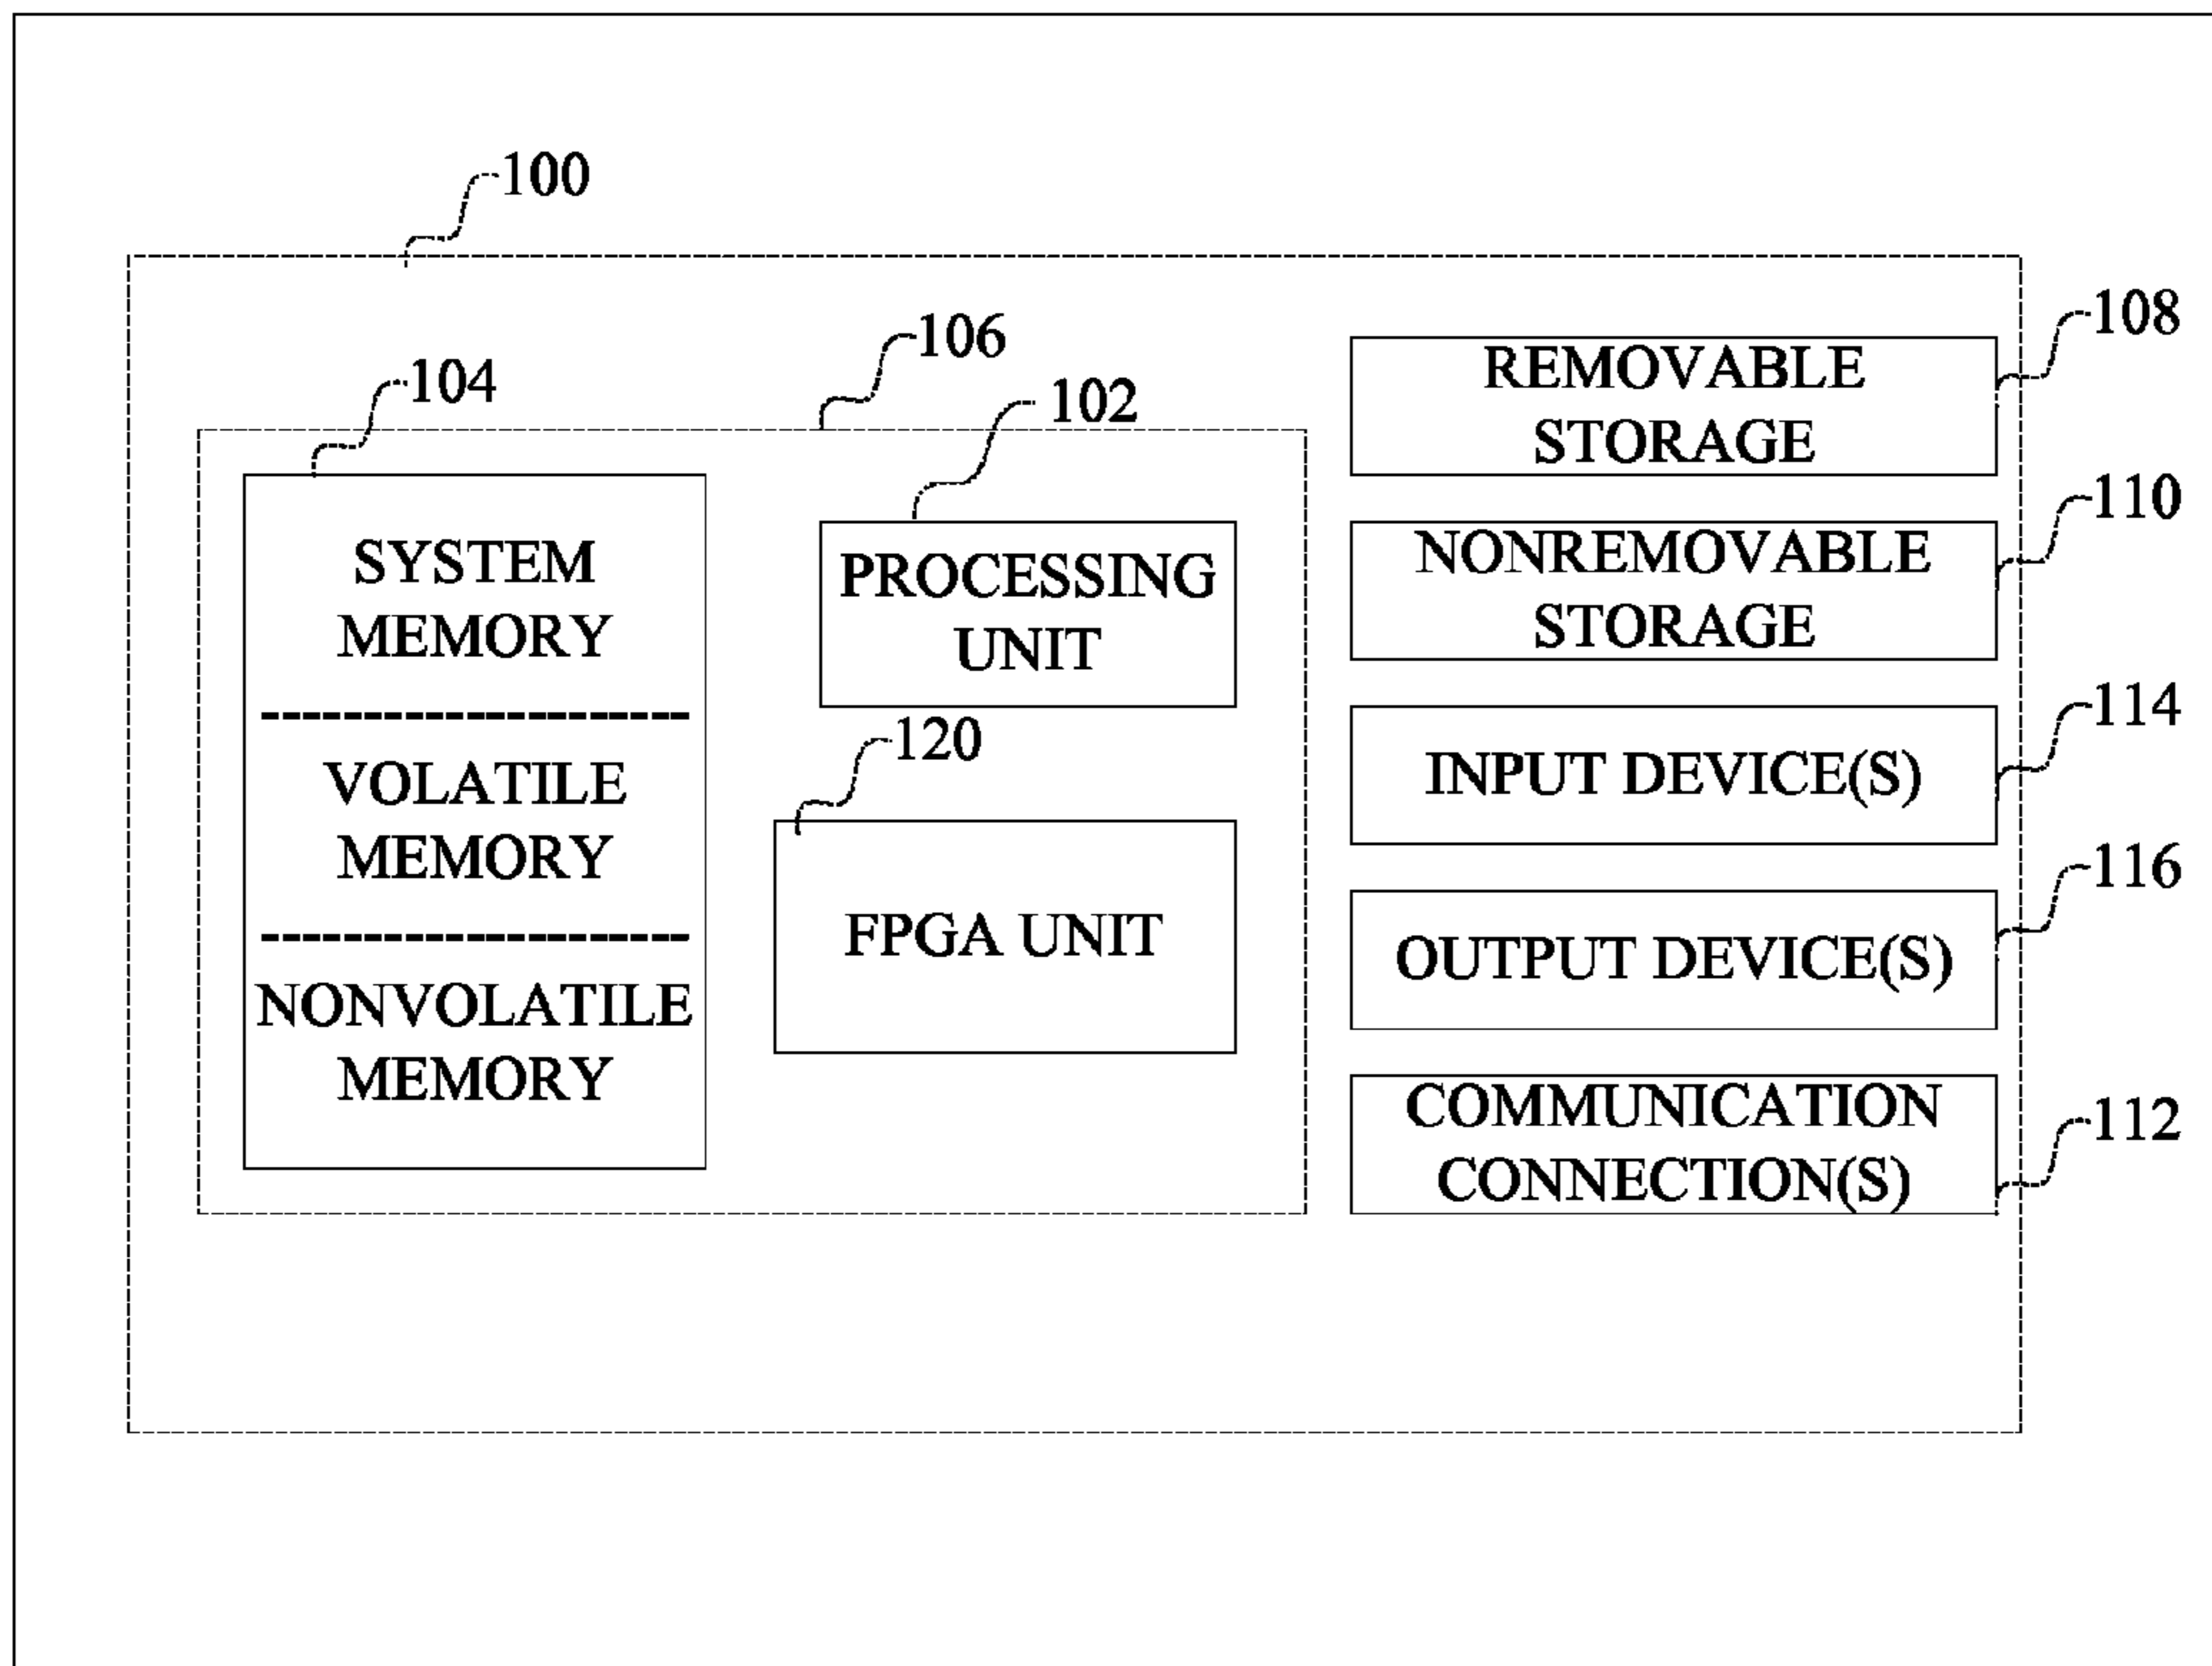 100
106
104
102
SYSTEM
MEMORY
VOLATILE
MEMORY
NONVOLATILE
MEMORY
PROCESSING
UNIT
120
FPGA UNIT
108
REMOVABLE
STORAGE
110
NONREMOVABLE
STORAGE
114
INPUT DEVICE(S)
116
OUTPUT DEVICE(S)
112
COMMUNICATION
CONNECTION(S)